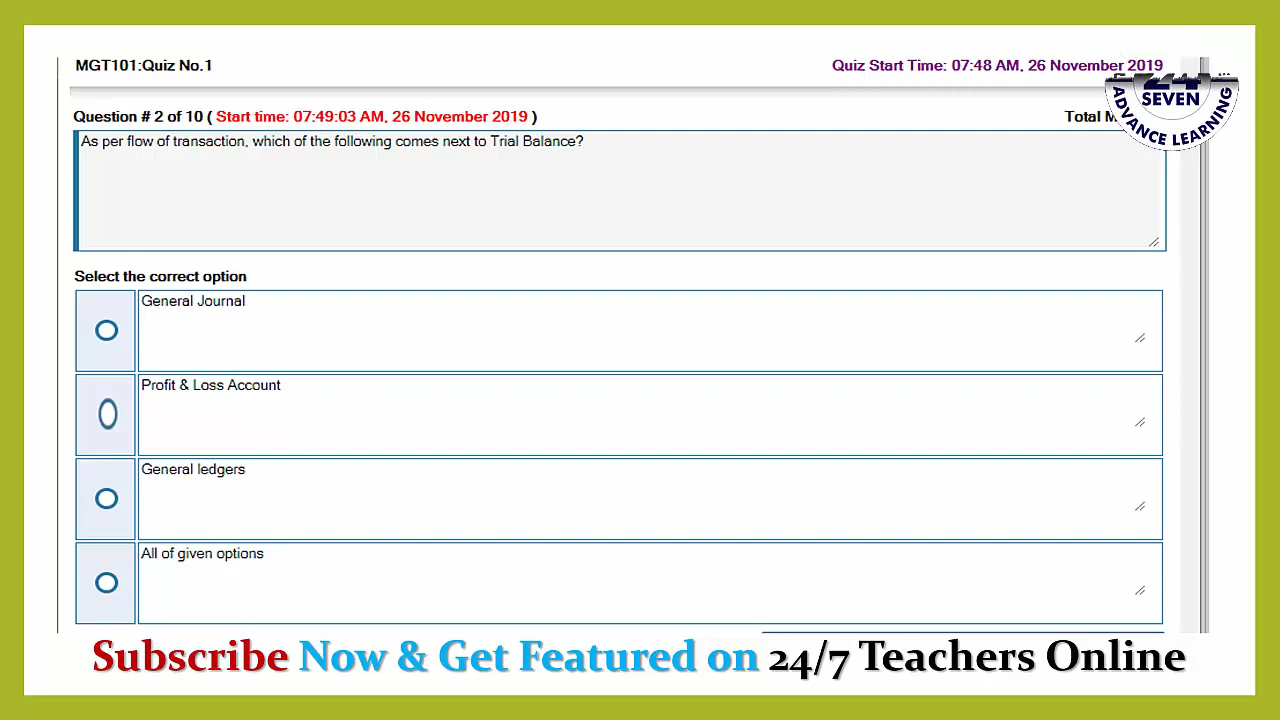 MGT101:Quiz No.1
Quiz Start Time: 07:48 AM, 26 November 2019
Question # 2 of 10 ( Start time: 07:49:03 AM, 26 November 2019 )
Total
24
SEVEN
ADVANCE LEARNING
As per flow of transaction, which of the following comes next to Trial Balance?
Select the correct option
General Journal
Profit & Loss Account
General ledgers
All of given options
Subscribe Now & Get Featured on 24/7 Teachers Online